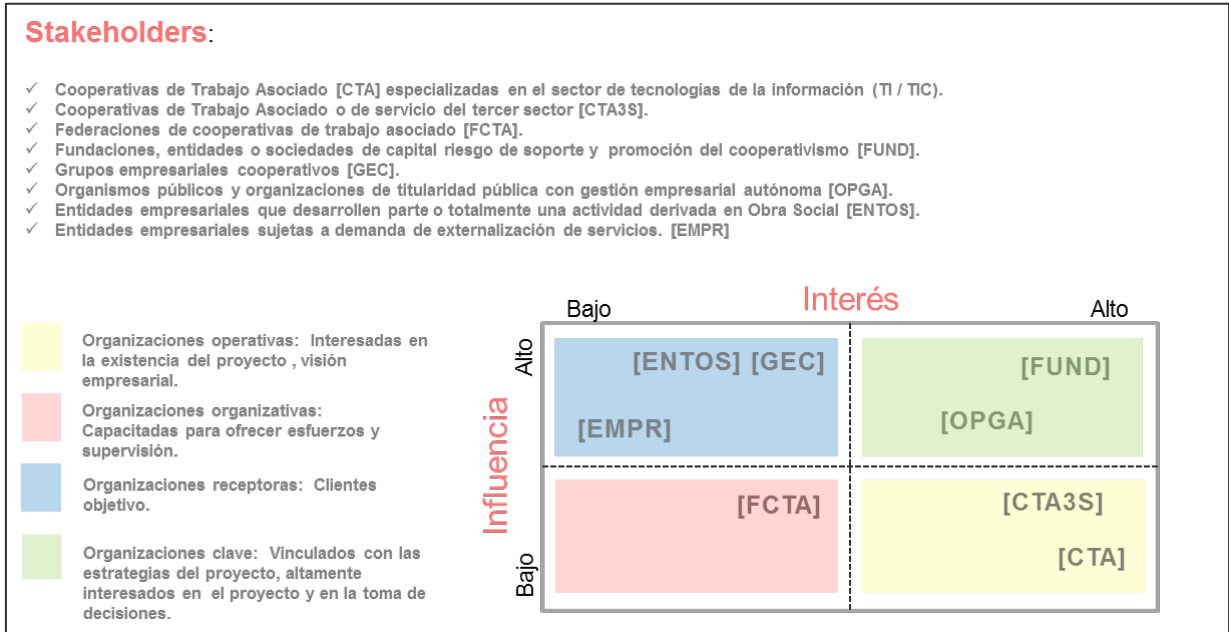 Stakeholders:
✓ Cooperativas de Trabajo Asociado [CTA] especializadas en el sector de tecnologías de la información (TI / TIC).
✓ Cooperativas de Trabajo Asociado o de servicio del tercer sector [CTA3S].
✓ Federaciones de cooperativas de trabajo asociado [FCTA].
✓ Fundaciones, entidades o sociedades de capital riesgo de soporte y promoción del cooperativismo [FUND].
✓ Grupos empresariales cooperativos [GEC].
✓ Organismos públicos y organizaciones de titularidad pública con gestión empresarial autónoma [OPGA].
✓ Entidades empresariales que desarrollen parte o totalmente una actividad derivada en Obra Social [ENTOS].
✓ Entidades empresariales sujetas a demanda de externalización de servicios. [EMPR]
Organizaciones operativas: Interesadas en
la existencia del proyecto , visión
empresarial.
Organizaciones organizativas:
Capacitadas para ofrecer esfuerzos y
supervisión.
Organizaciones receptoras: Clientes
objetivo.
Organizaciones clave: Vinculados con las
estrategias del proyecto, altamente
interesados en el proyecto y en la toma de
decisiones.
Interés
Bajo Alto
Influencia
Alto
[ENTOS] [GEC] [FUND]
[EMPR] [OPGA]
Bajo
[FCTA] [CTA3S]
[CTA]